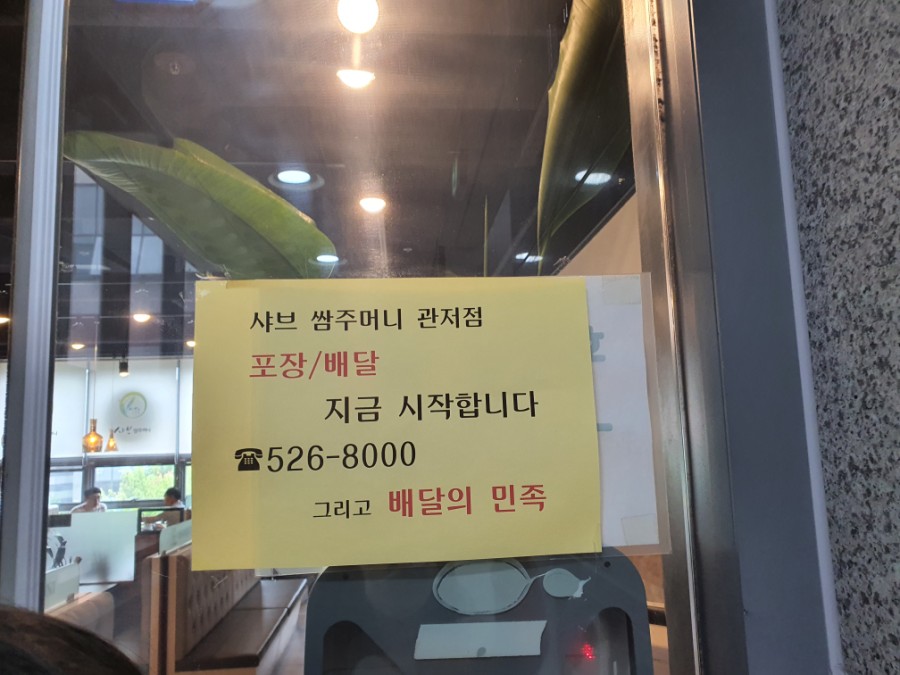 샤브 쌈주머니 관저점
포장/배달
지금 시작합니다
☎526-8000
그리고 배달의 민족